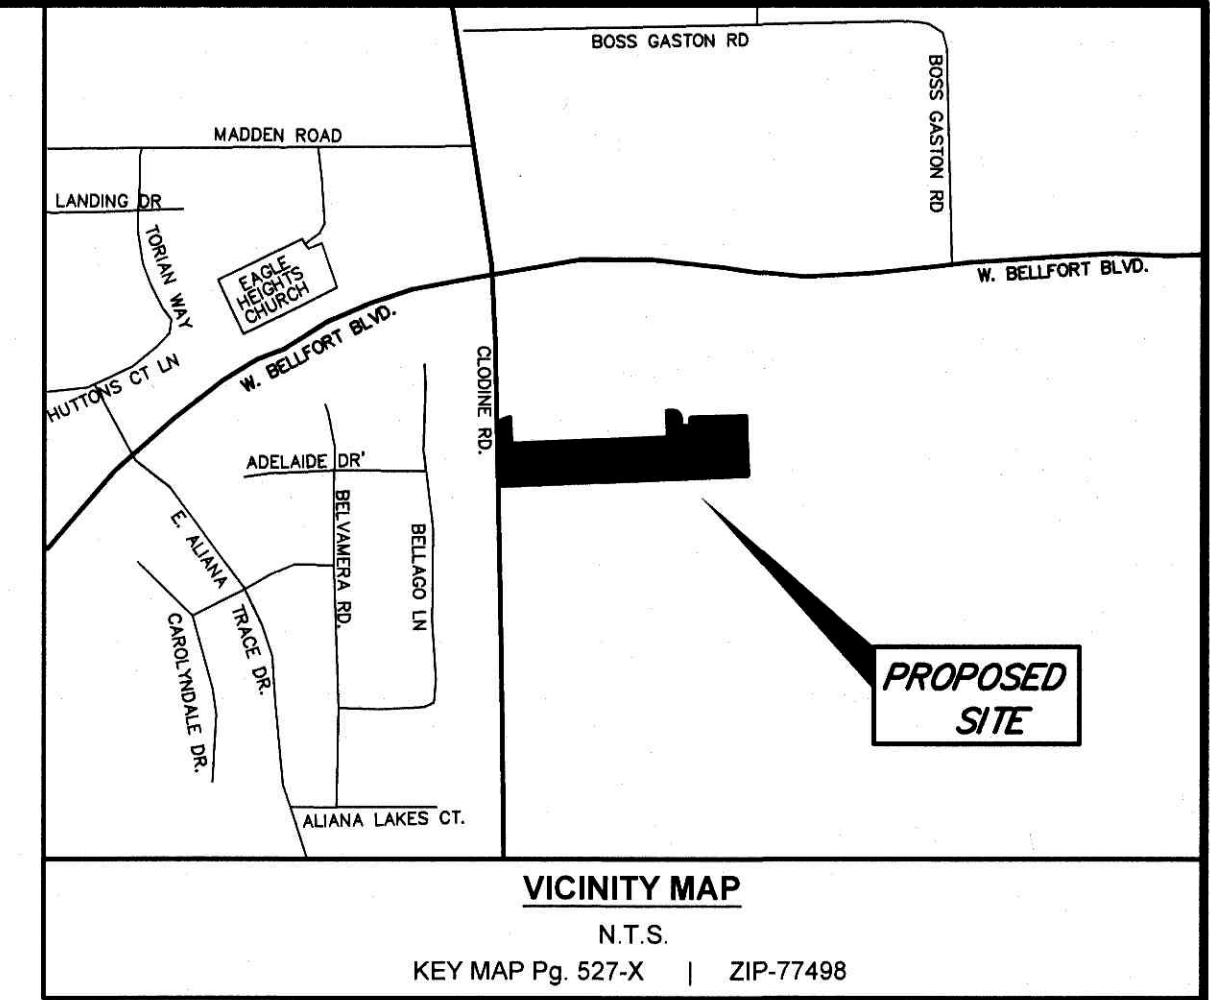 BOSS GASTON RD
BOSS GASTON RD
MADDEN ROAD
LANDING DR
TORIAN WAY
EAGLE
HEIGHTS
CHURCH
W. BELLFORT BLVD.
W. BELLFORT BLVD.
HUTTONS CT LN
CLODINE RD.
ADELAIDE DR'
BELVAMERA RD.
BELLAGO LN
E. ALIANA TRACE DR.
CAROLYNDALE DR.
PROPOSED
SITE
ALIANA LAKES CT.
VICINITY MAP
N.T.S.
KEY MAP Pg. 527-X | ZIP-77498